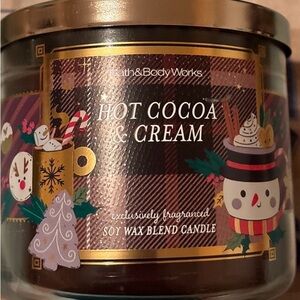 Bath&BodyWorks
HOT COCOA
& CREAM
exclusively fragranced
SOY WAX BLEND CANDLE